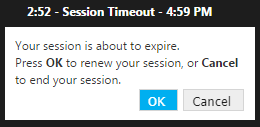 2:52 - Session Timeout - 4:59 PM
Your session is about to expire.
Press OK to renew your session, or Cancel
to end your session.
OK Cancel